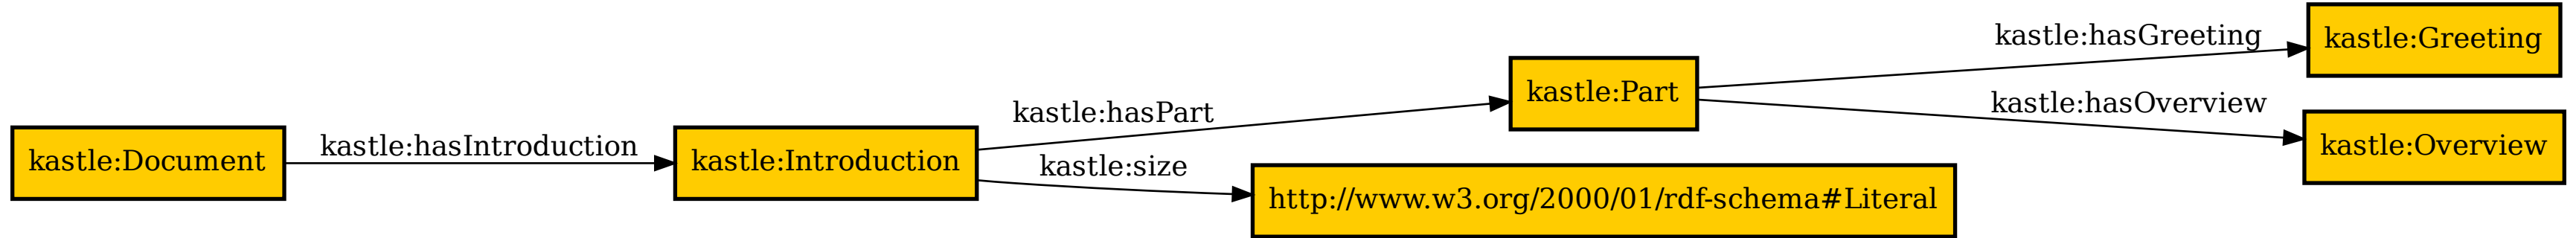 kastle:Document
kastle:hasIntroduction
kastle:Introduction
kastle:hasPart
kastle:size
kastle:Part
http://www.w3.org/2000/01/rdf-schema#Literal
kastle:hasGreeting
kastle:hasOverview
kastle:Greeting
kastle:Overview